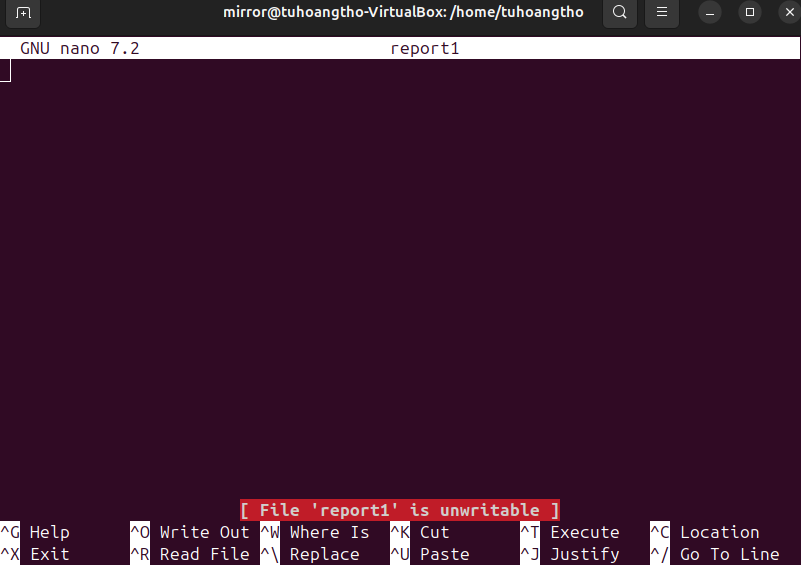 mirror@tuhoangtho-VirtualBox: /home/tuhoangtho
GNU nano 7.2 report1
[ File 'report1' is unwritable ]
^G Help ^O Write Out ^W Where Is ^K Cut ^T Execute ^C Location
^X Exit ^R Read File ^\ Replace ^U Paste ^J Justify ^/ Go To Line